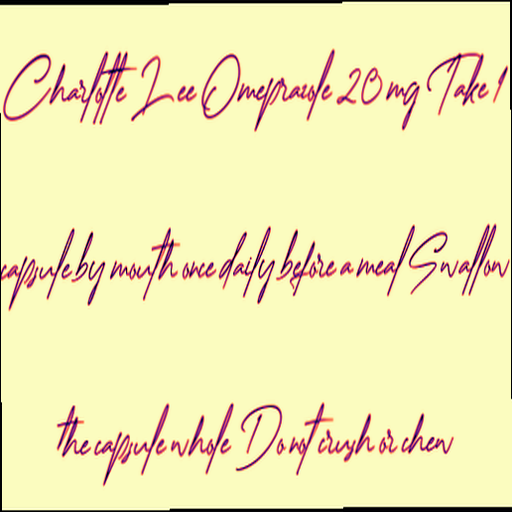 Charlotte Lee Omeprazole 20 mg Take 1
capsule by mouth once daily before a meal Swallow
the capsule whole Do not crush or chew